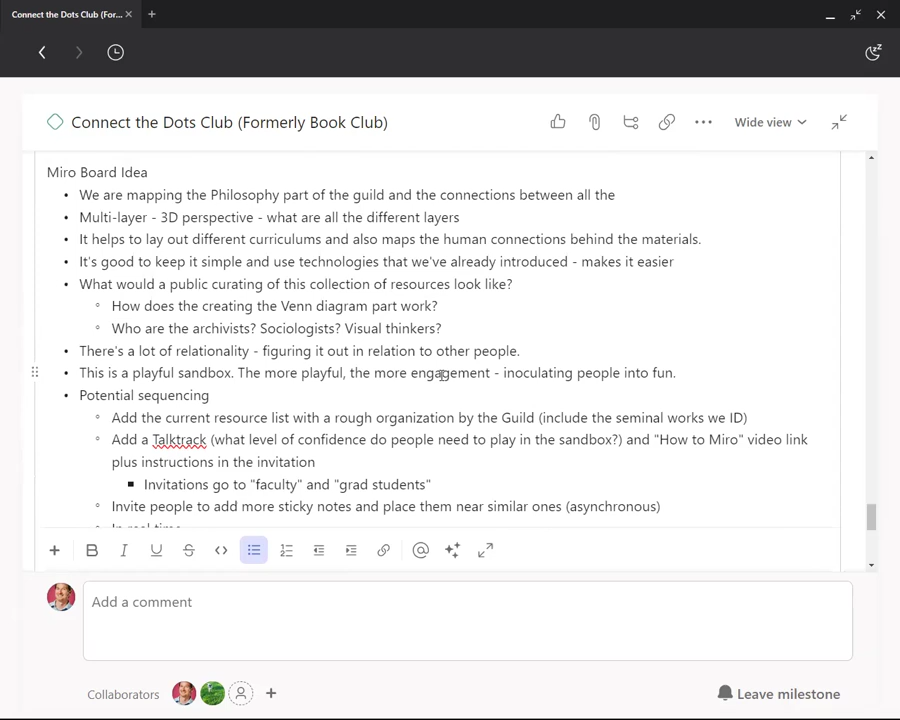 Connect the Dots Club (For...
Connect the Dots Club (Formerly Book Club)
Wide view
Miro Board Idea
• We are mapping the Philosophy part of the guild and the connections between all the
• Multi-layer - 3D perspective - what are all the different layers
• It helps to lay out different curriculums and also maps the human connections behind the materials.
• It's good to keep it simple and use technologies that we've already introduced - makes it easier
• What would a public curating of this collection of resources look like?
◦ How does the creating the Venn diagram part work?
◦ Who are the archivists? Sociologists? Visual thinkers?
• There's a lot of relationality - figuring it out in relation to other people.
• This is a playful sandbox. The more playful, the more engagement - inoculating people into fun.
• Potential sequencing
◦ Add the current resource list with a rough organization by the Guild (include the seminal works we ID)
◦ Add a Talktrack (what level of confidence do people need to play in the sandbox?) and "How to Miro" video link
plus instructions in the invitation
▪ Invitations go to "faculty" and "grad students"
◦ Invite people to add more sticky notes and place them near similar ones (asynchronous)
◦ In real time
Add a comment
Collaborators
Leave milestone